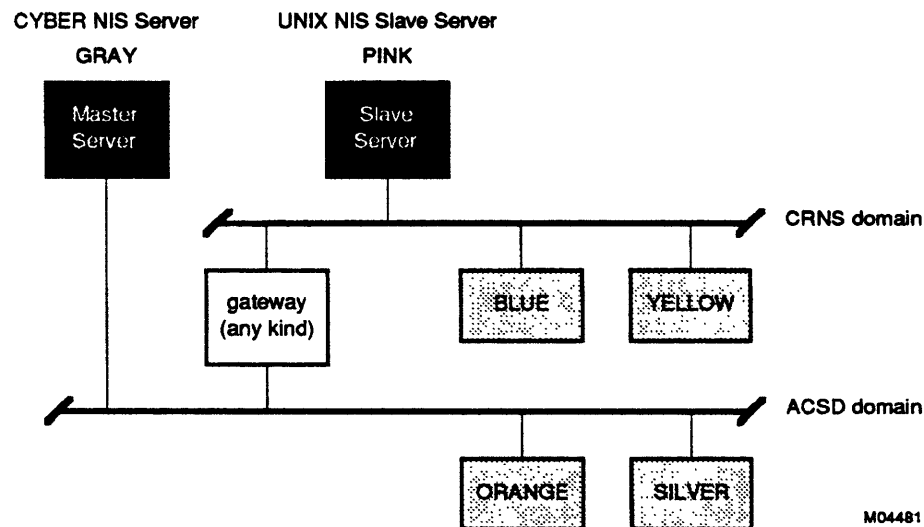 CYBER NIS Server
GRAY
UNIX NIS Slave Server
PINK
Master
Server
Slave
Server
CRNS domain
gateway
(any kind)
BLUE
YELLOW
ACSD domain
ORANGE
SILVER
M04481